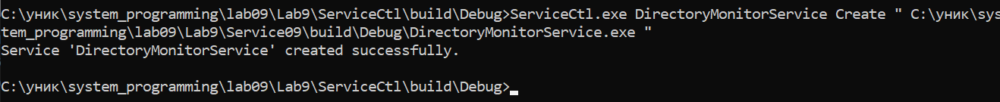 C:\уник\system_programming\lab09\Lab9\ServiceCtl\build\Debug>ServiceCtl.exe DirectoryMonitorService Create " C:\уник\sys
tem_programming\lab09\Lab9\Service09\build\Debug\DirectoryMonitorService.exe "
Service 'DirectoryMonitorService' created successfully.
C:\уник\system_programming\lab09\Lab9\ServiceCtl\build\Debug>